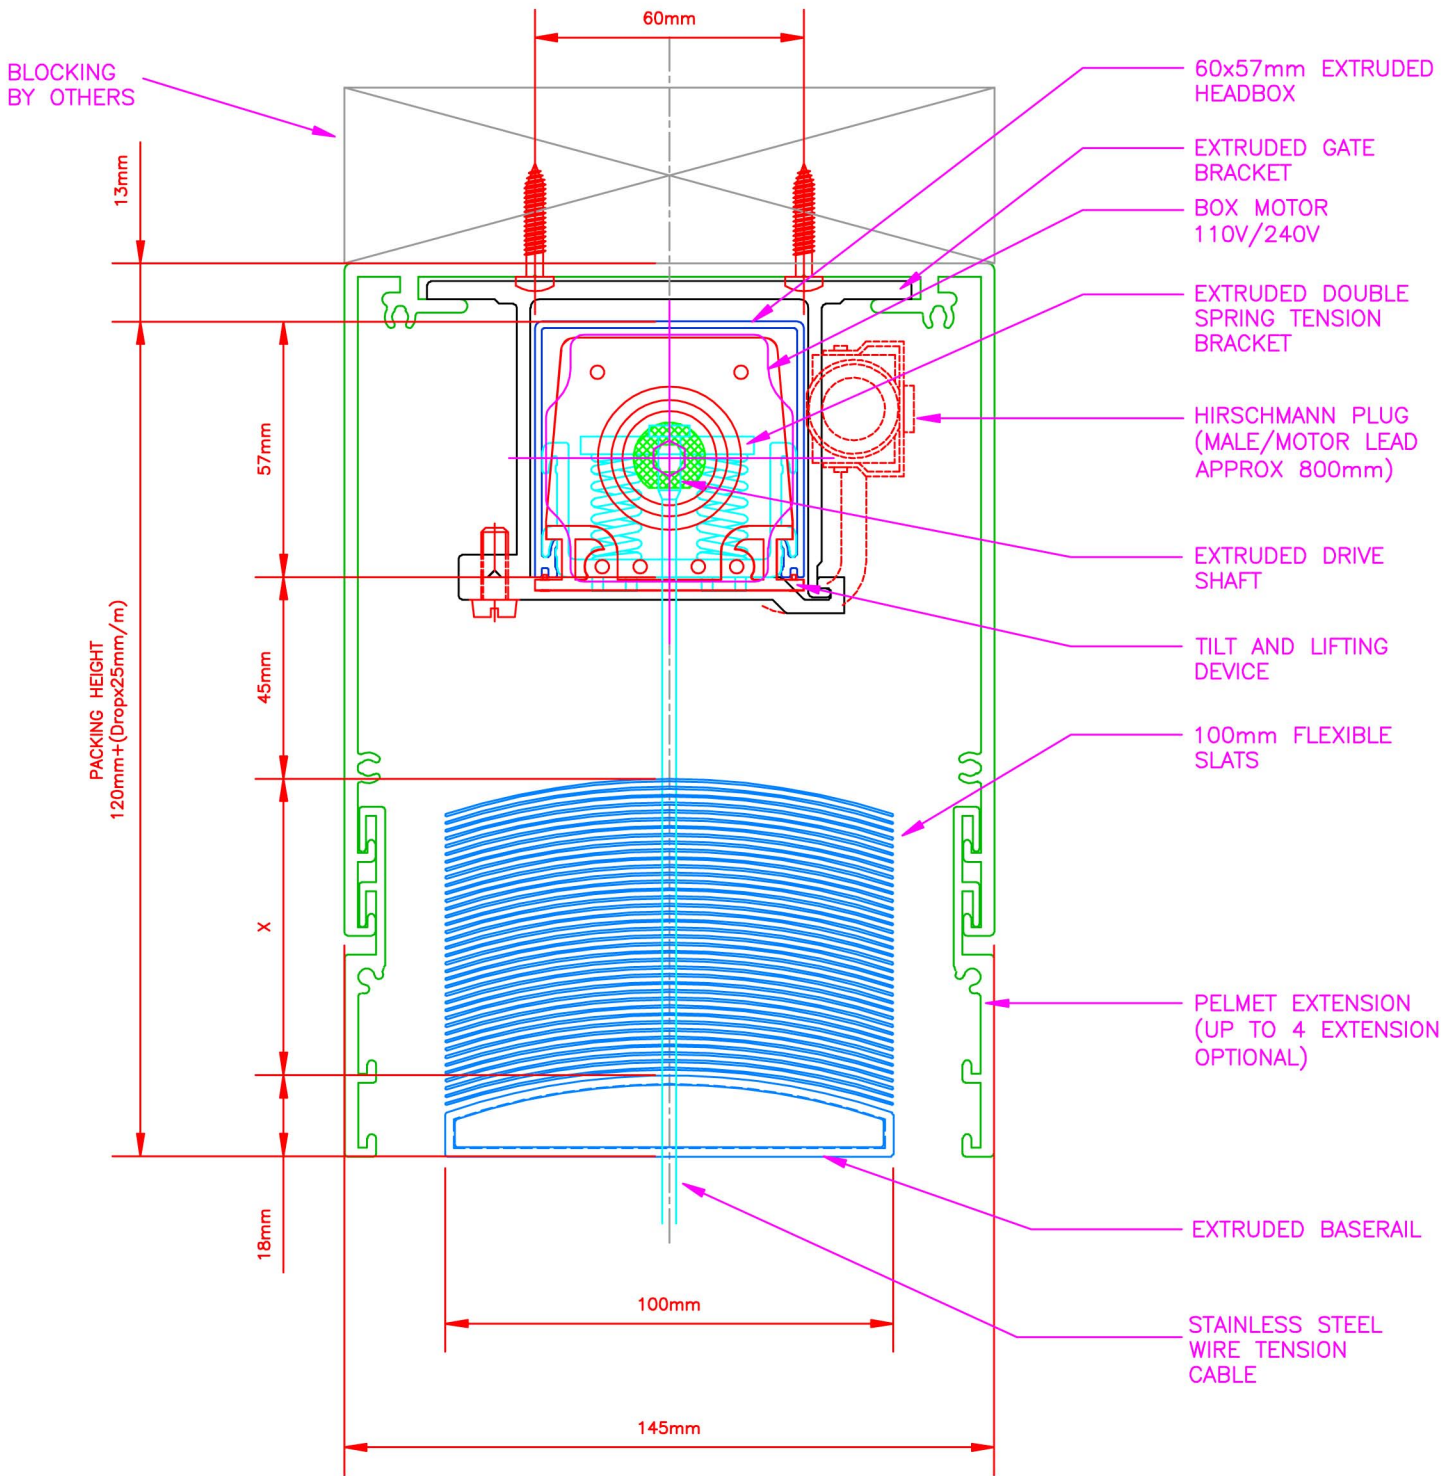 60mm
BLOCKING
BY OTHERS
60x57mm EXTRUDED
HEADBOX
EXTRUDED GATE
BRACKET
13mm
BOX MOTOR
110V/240V
EXTRUDED DOUBLE
SPRING TENSION
BRACKET
57mm
HIRSCHMANN PLUG
(MALE/MOTOR LEAD
APPROX 800mm)
EXTRUDED DRIVE
SHAFT
TILT AND LIFTING
DEVICE
45mm
PACKING HEIGHT
120mm+(Dropx25mm/m)
100mm FLEXIBLE
SLATS
X
PELMET EXTENSION
(UP TO 4 EXTENSION
OPTIONAL)
18mm
EXTRUDED BASERAIL
100mm
STAINLESS STEEL
WIRE TENSION
CABLE
145mm